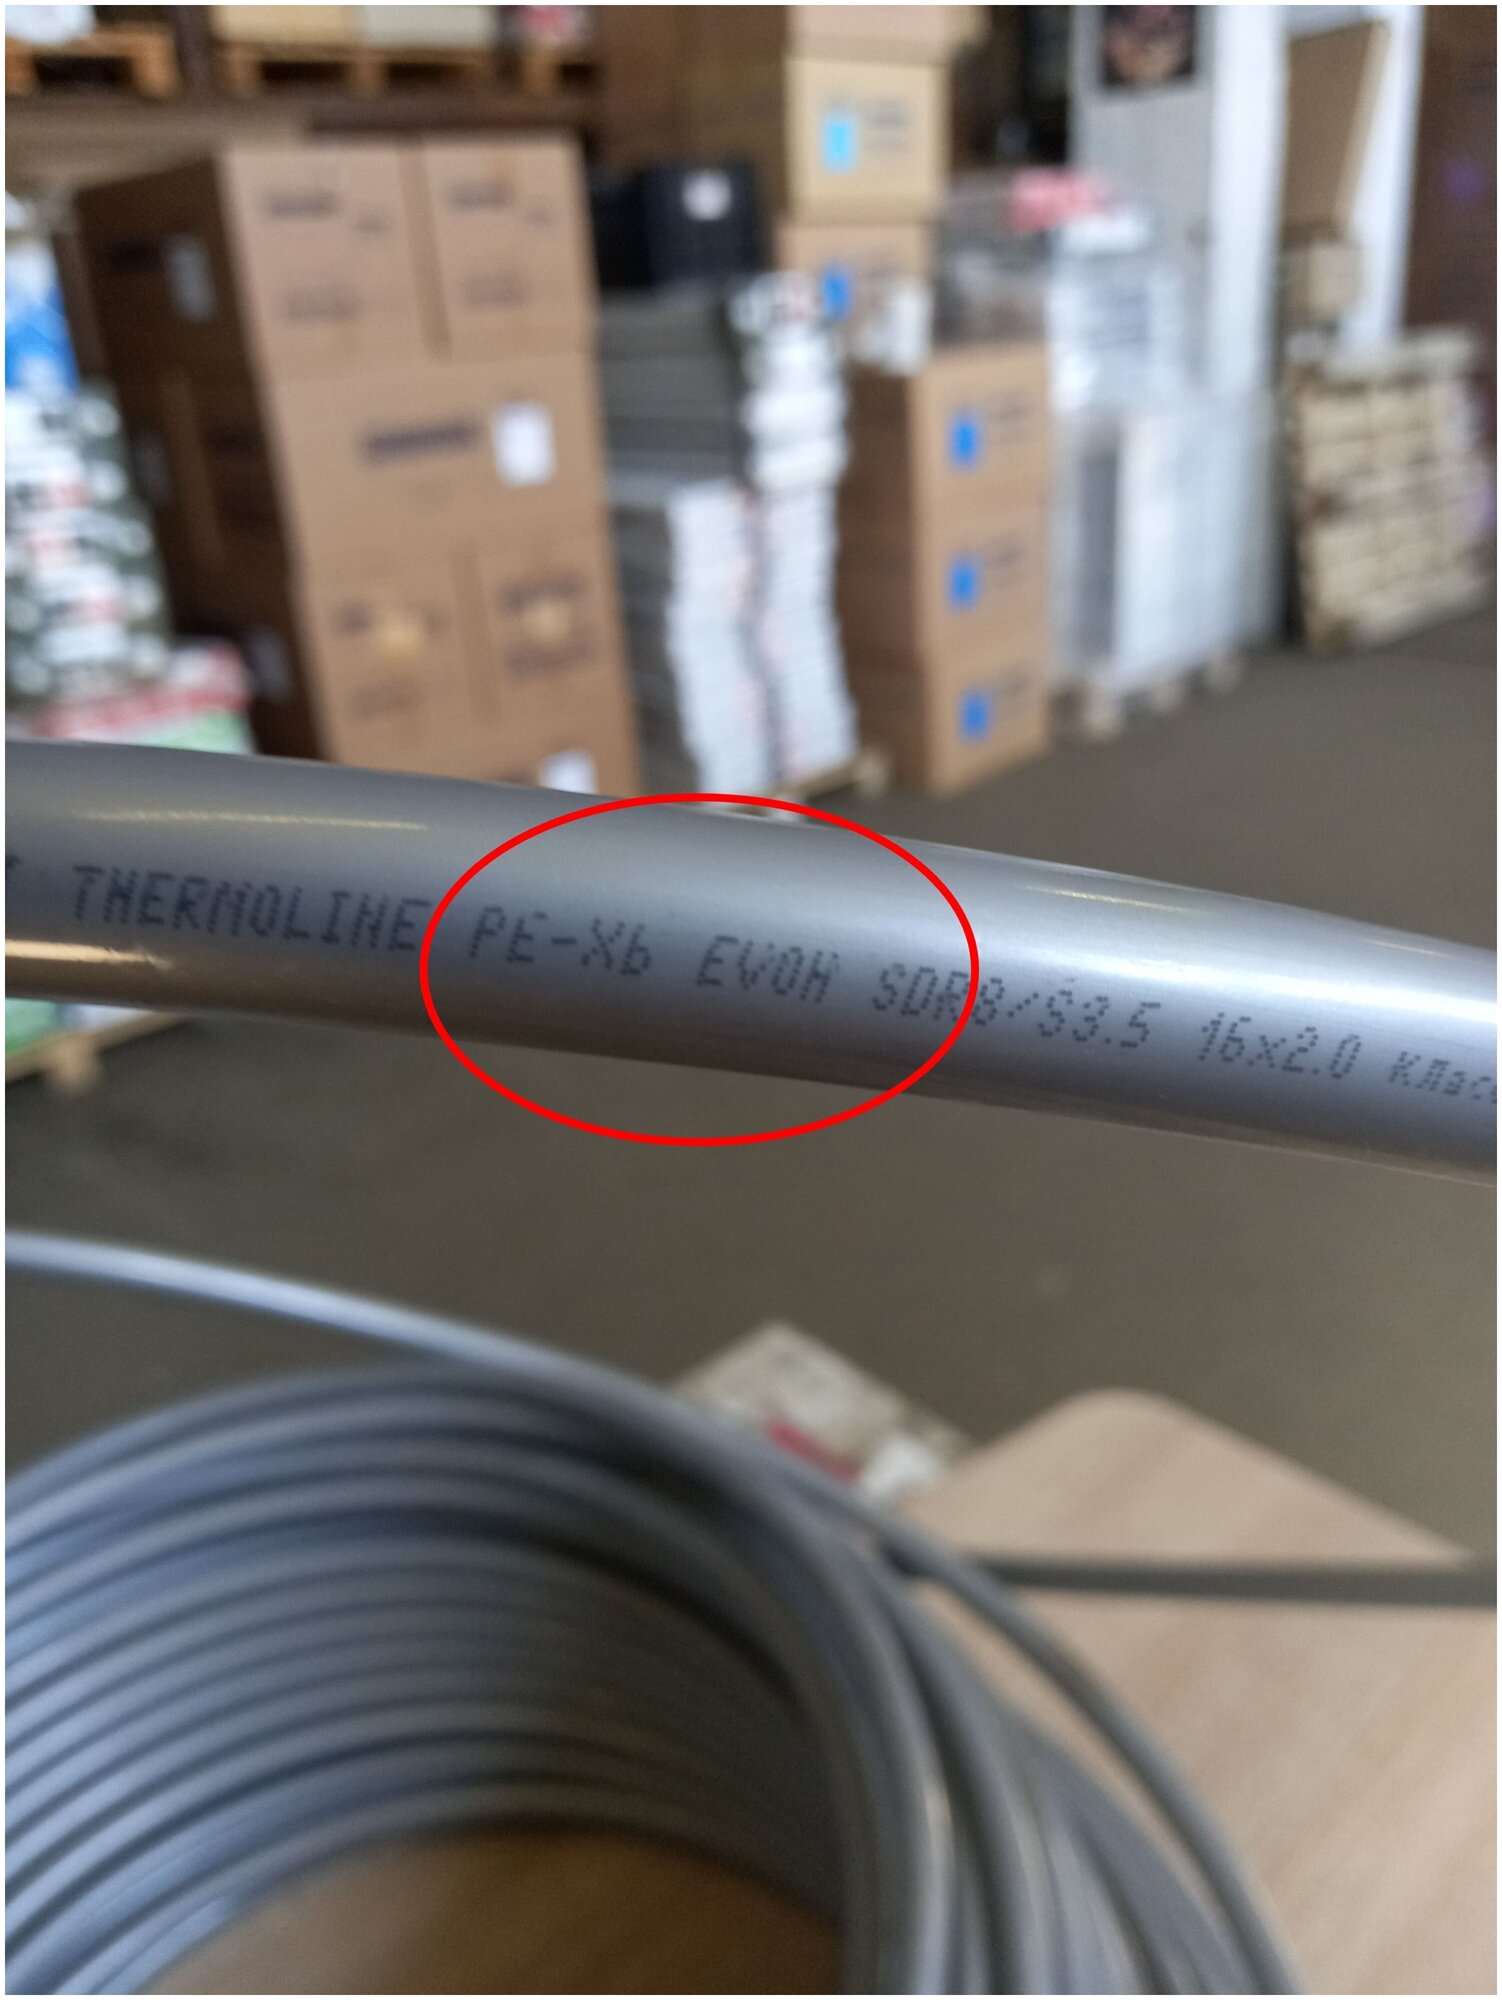 THERMOLINE PE-Xb EVOH SDR8/S3.5 16x2.0